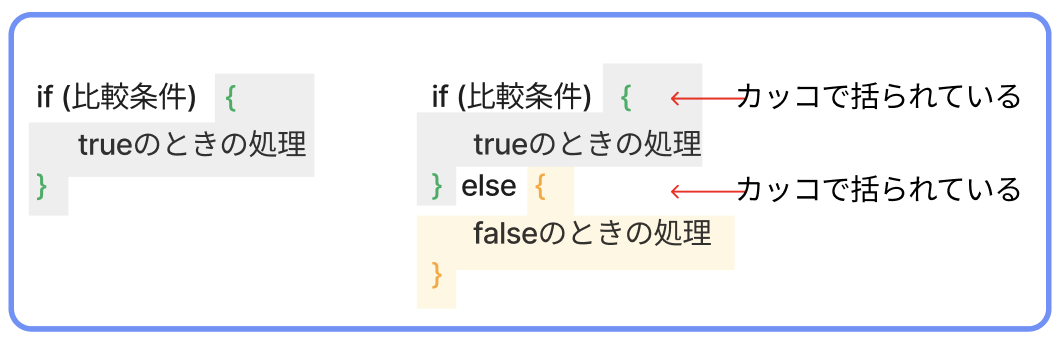 if (比較条件) {
trueのときの処理
}
if (比較条件) { カッコで括られている
trueのときの処理
} else { カッコで括られている
falseのときの処理
}